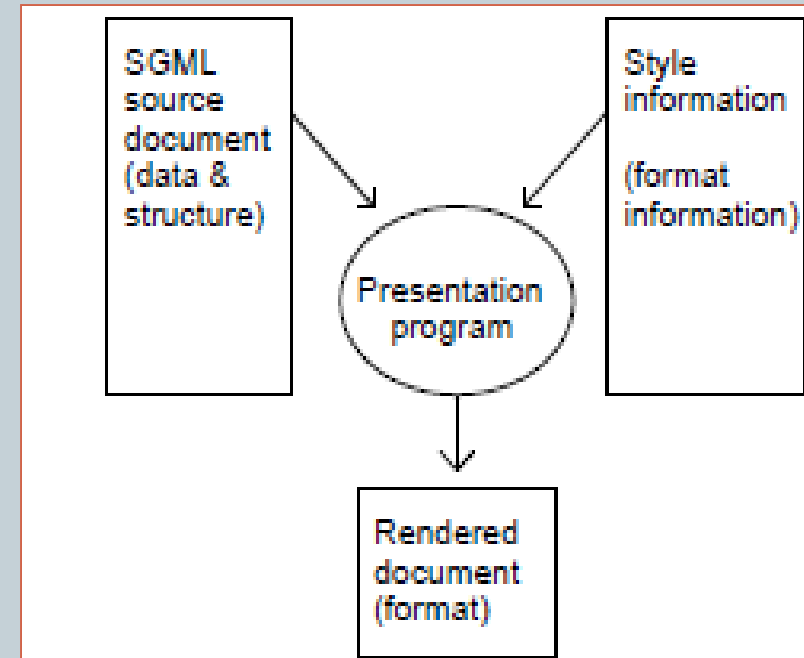 SGML
source
document
(data &
structure)
Style
information
(format
information)
Presentation
program
Rendered
document
(format)